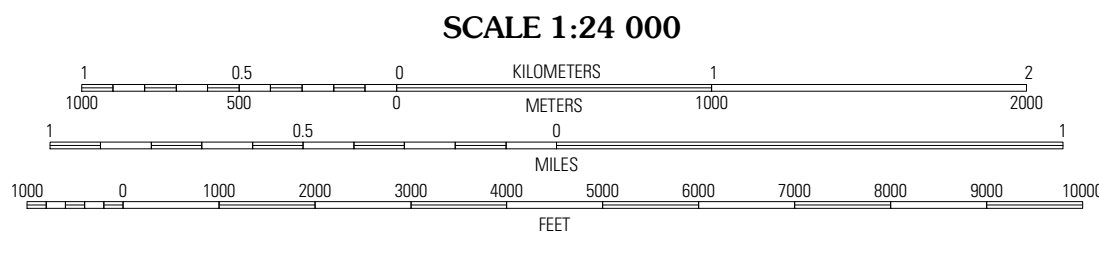 SCALE 1:24 000
1 0.5 0 KILOMETERS 1 2
1000 500 0 METERS 1000 2000
1 0.5 0 1
MILES
1000 0 1000 2000 3000 4000 5000 6000 7000 8000 9000 10000
FEET